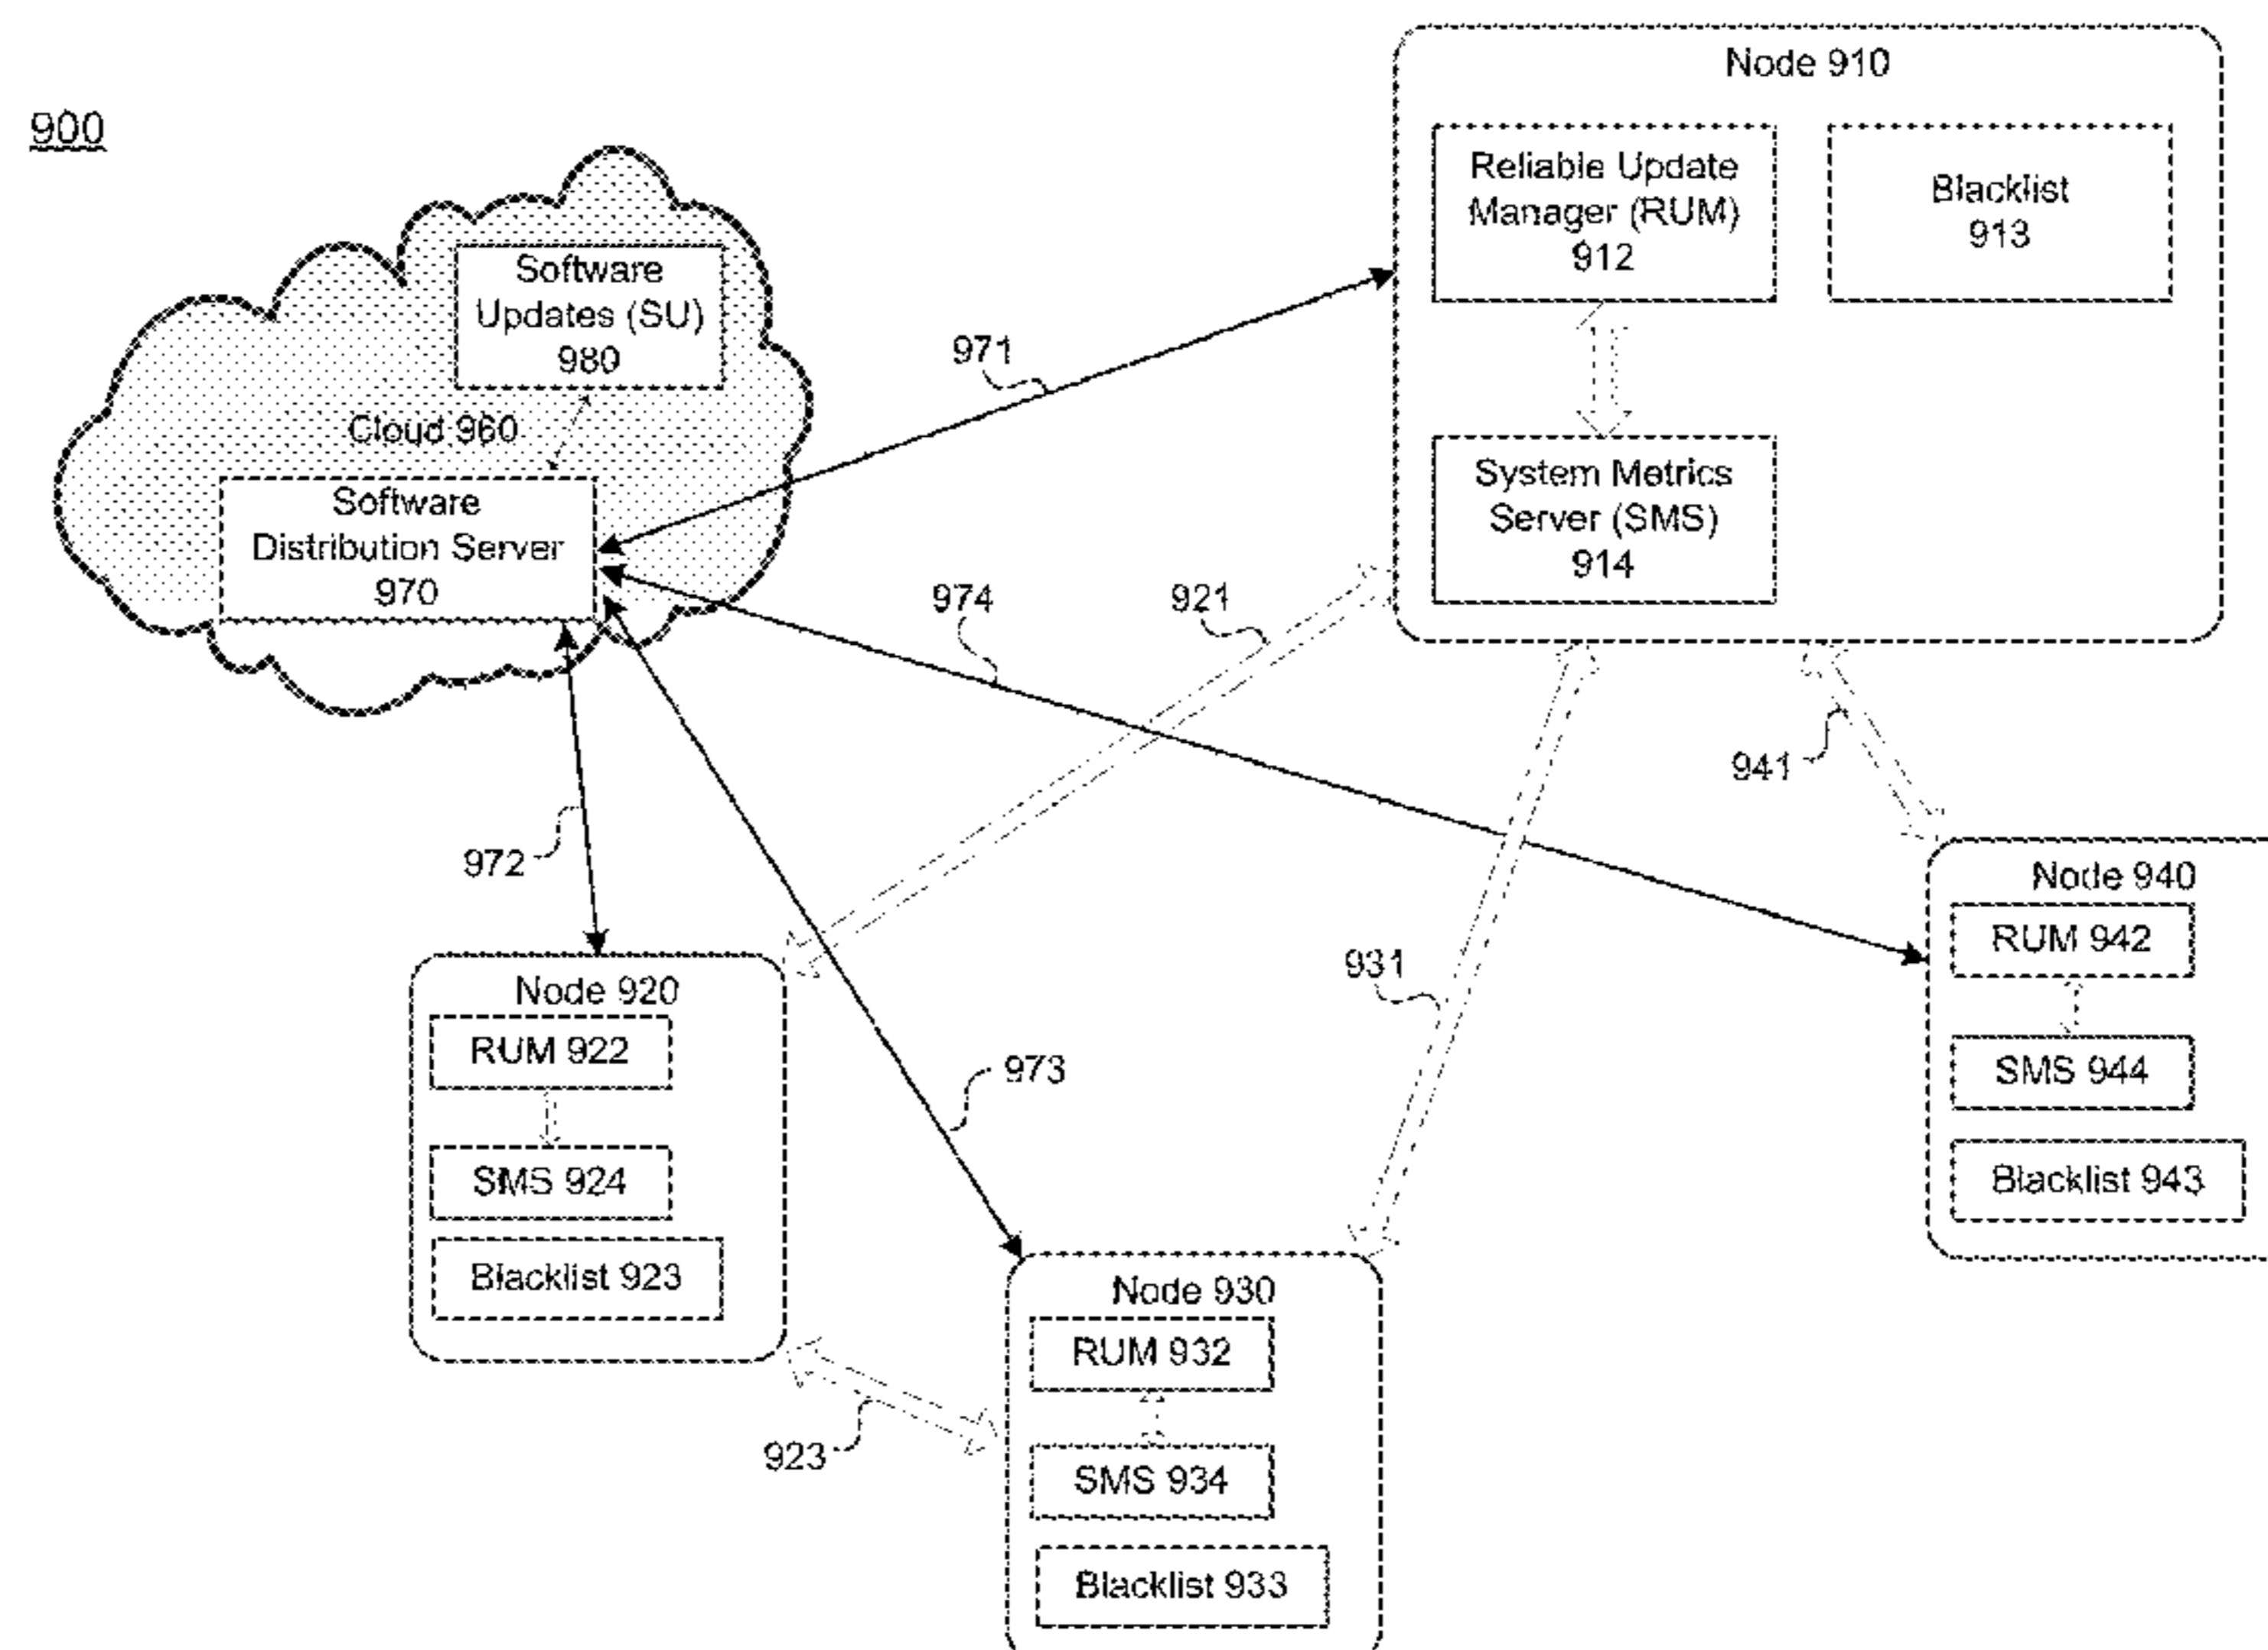 900
Node 910
Reliable Update
Manager (RUM)
912
Blacklist
913
Software
Updates (SU)
980
971
Cloud 960
System Metrics
Server (SMS)
914
Software
Distribution Server
970
974
921
941
972
Node 920
RUM 922
SMS 924
Blacklist 923
973
931
Node 940
RUM 942
SMS 944
Blacklist 943
923
Node 930
RUM 932
SMS 934
Blacklist 933